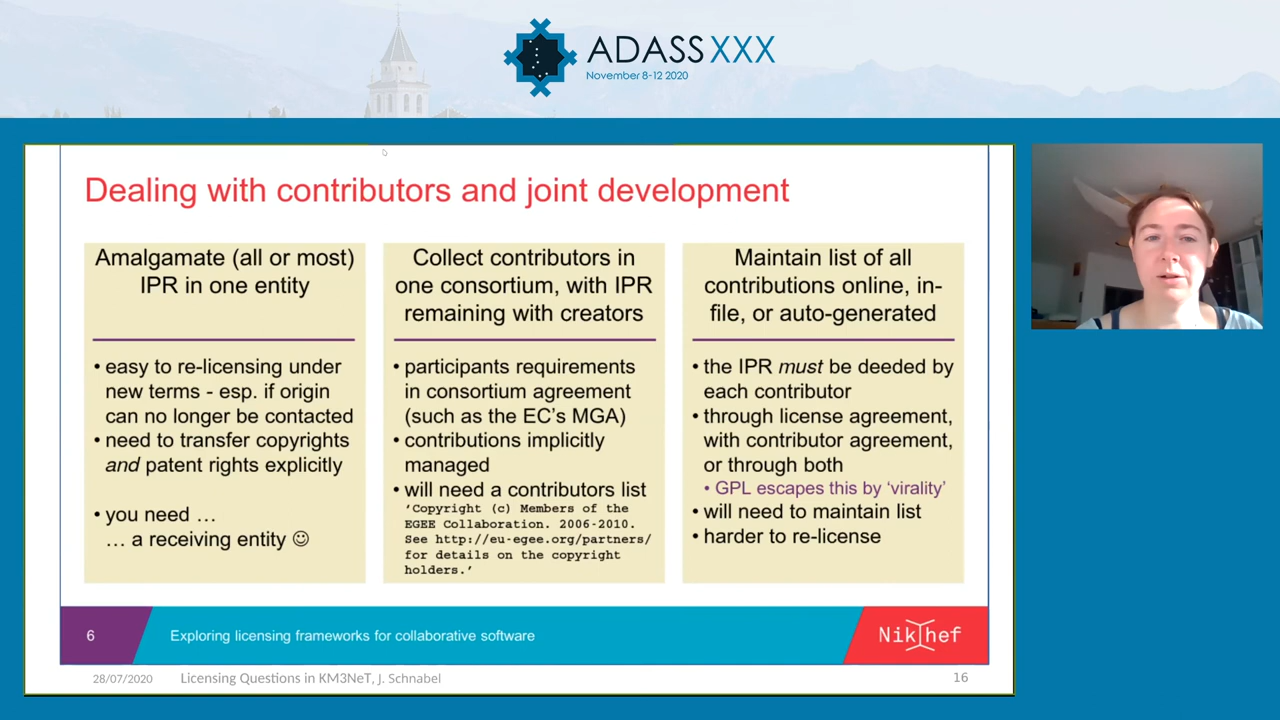 ADASS XXX
November 8-12 2020
Dealing with contributors and joint development
Amalgamate (all or most)
IPR in one entity
• easy to re-licensing under
new terms - esp. if origin
can no longer be contacted
• need to transfer copyrights
and patent rights explicitly
• you need …
… a receiving entity ☺
Collect contributors in
one consortium, with IPR
remaining with creators
• participants requirements
in consortium agreement
(such as the EC's MGA)
• contributions implicitly
managed
• will need a contributors list
'Copyright (c) Members of the
EGEE Collaboration. 2006-2010.
See http://eu-egee.org/partners/
for details on the copyright
holders.'
Maintain list of all
contributions online, in-
file, or auto-generated
• the IPR must be deeded by
each contributor
• through license agreement,
with contributor agreement,
or through both
• GPL escapes this by 'virality'
• will need to maintain list
• harder to re-license
6
Exploring licensing frameworks for collaborative software
Nikhef
28/07/2020
Licensing Questions in KM3NeT, J. Schnabel
16